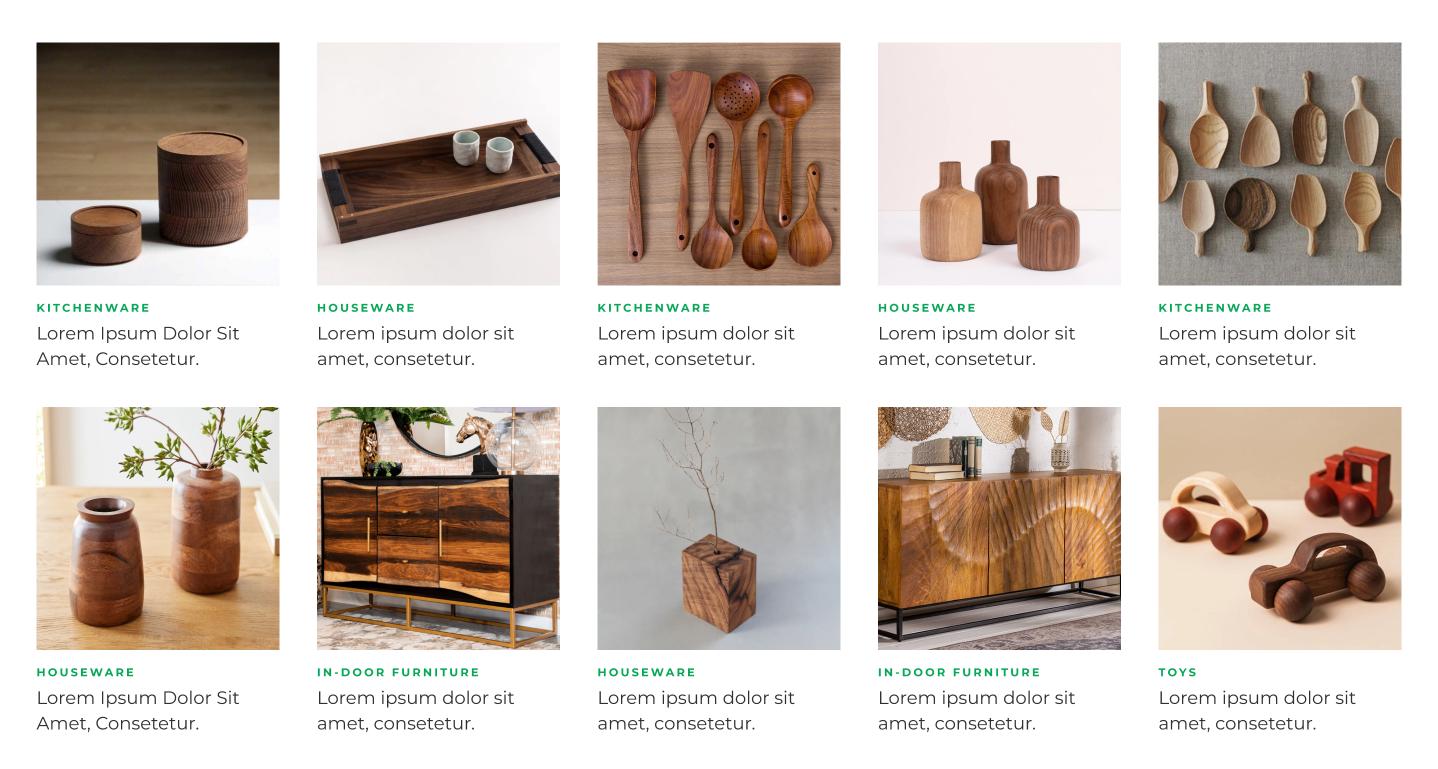 KITCHENWARE
Lorem Ipsum Dolor Sit
Amet, Consetetur.
HOUSEWARE
Lorem ipsum dolor sit
amet, consetetur.
KITCHENWARE
Lorem ipsum dolor sit
amet, consetetur.
HOUSEWARE
Lorem ipsum dolor sit
amet, consetetur.
KITCHENWARE
Lorem ipsum dolor sit
amet, consetetur.
HOUSEWARE
Lorem Ipsum Dolor Sit
Amet, Consetetur.
IN-DOOR FURNITURE
Lorem ipsum dolor sit
amet, consetetur.
HOUSEWARE
Lorem ipsum dolor sit
amet, consetetur.
IN-DOOR FURNITURE
Lorem ipsum dolor sit
amet, consetetur.
TOYS
Lorem ipsum dolor sit
amet, consetetur.